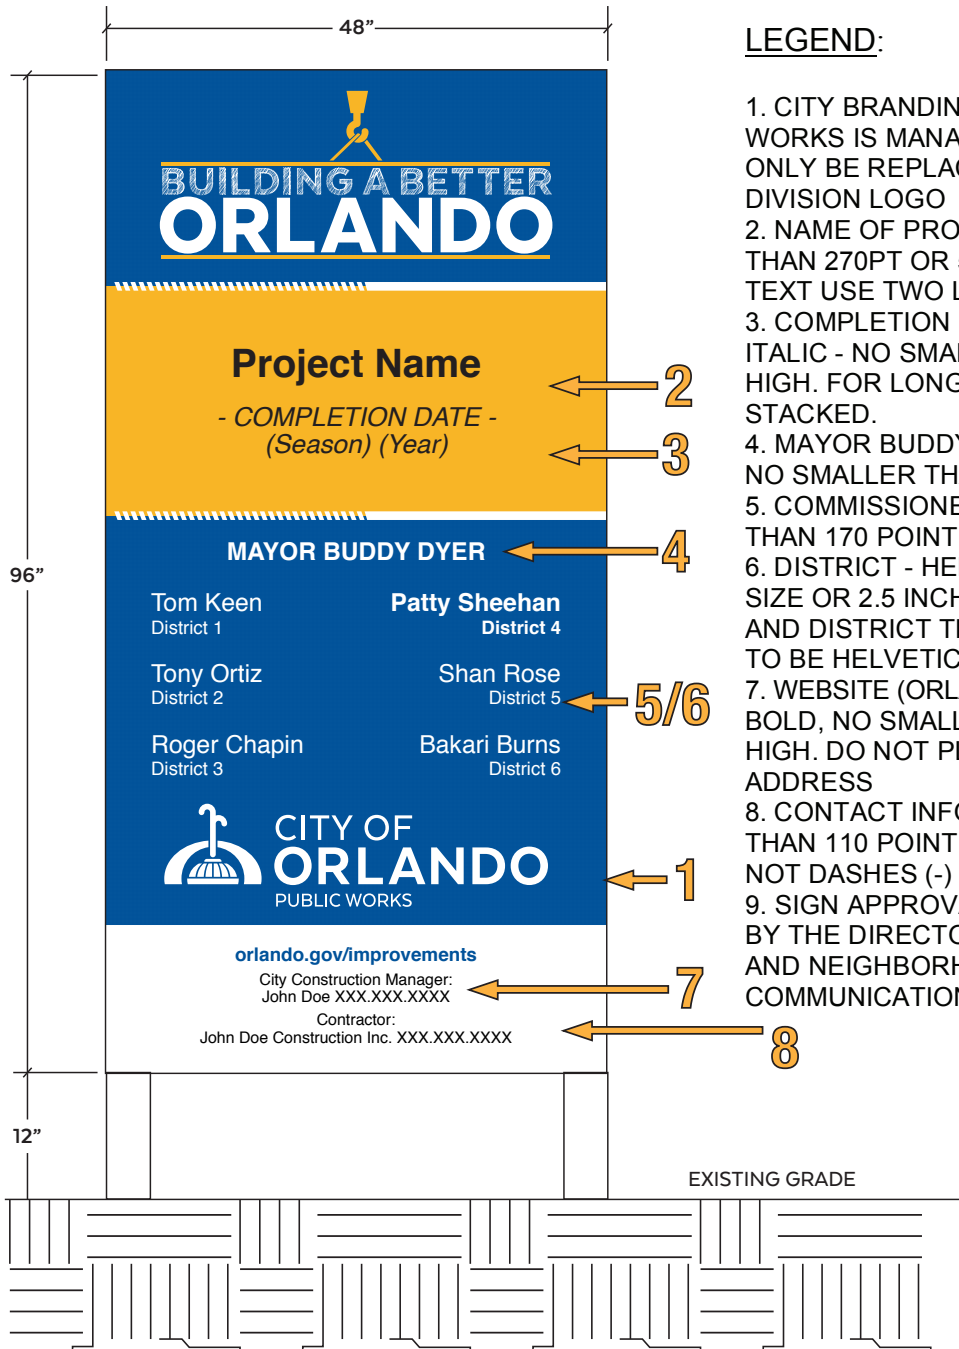 48”
BUILDING A BETTER
ORLANDO
Project Name
- COMPLETION DATE -
(Season) (Year)
MAYOR BUDDY DYER
Tom Keen
District 1
Patty Sheehan
District 4
Tony Ortiz
District 2
Shan Rose
District 5
Roger Chapin
District 3
Bakari Burns
District 6
CITY OF
ORLANDO
PUBLIC WORKS
orlando.gov/improvements
City Construction Manager:
John Doe XXX.XXX.XXXX
Contractor:
John Doe Construction Inc. XXX.XXX.XXXX
96”
12”
2
3
4
5/6
1
7
8
EXISTING GRADE
LEGEND:
1. CITY BRANDIN
WORKS IS MANA
ONLY BE REPLA
DIVISION LOGO
2. NAME OF PRO
THAN 270PT OR
TEXT USE TWO L
3. COMPLETION
ITALIC - NO SMA
HIGH. FOR LONG
STACKED.
4. MAYOR BUDDY
NO SMALLER TH
5. COMMISSIONE
THAN 170 POINT
6. DISTRICT - HE
SIZE OR 2.5 INCH
AND DISTRICT T
TO BE HELVETIC
7. WEBSITE (ORL
BOLD, NO SMALL
HIGH. DO NOT P
ADDRESS
8. CONTACT INFO
THAN 110 POINT
NOT DASHES (-)
9. SIGN APPROVA
BY THE DIRECTO
AND NEIGHBORH
COMMUNICATION